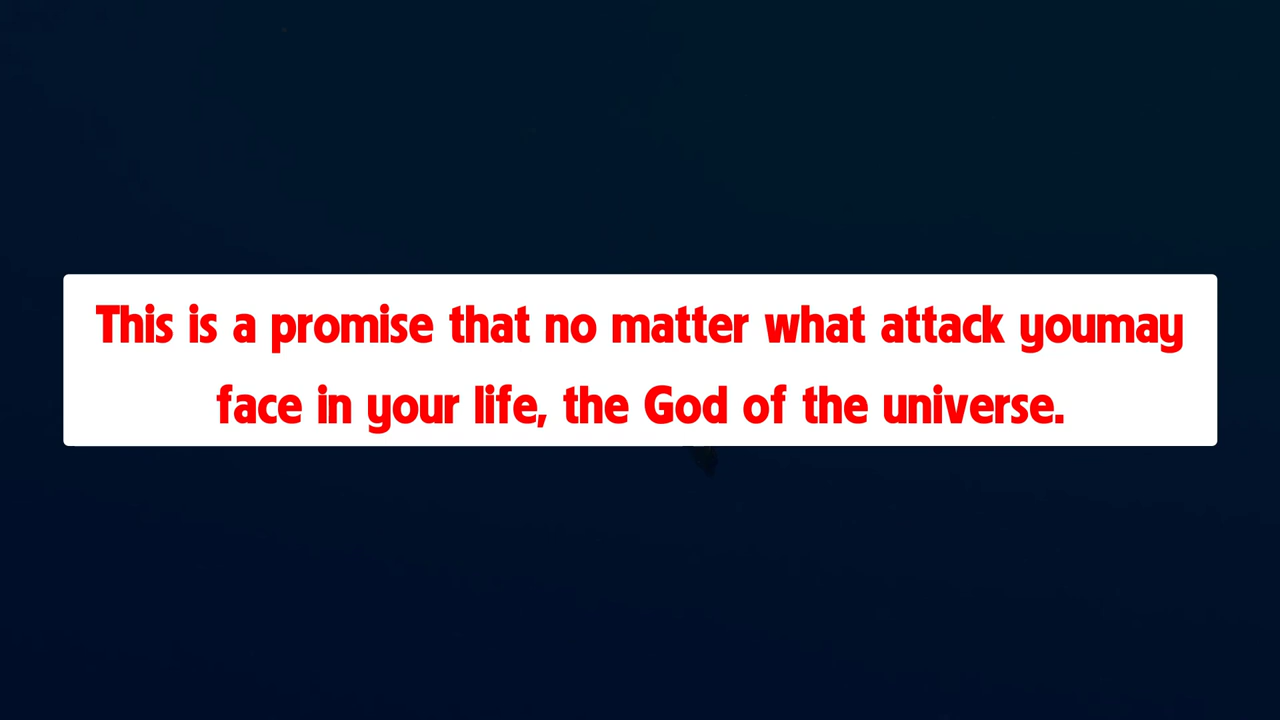 This is a promise that no matter what attack youmay
face in your life, the God of the universe.